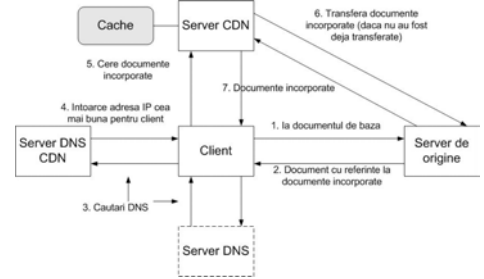 Cache
Server CDN
6. Transfera documente
incorporate (daca nu au fost
deja transferate)
5. Cere documente
incorporate
7. Documente incorporate
4. Intoarce adresa IP cea
mai buna pentru client
1. Ia documentul de baza
Server DNS
CDN
Client
Server de
origine
2. Document cu referinte la
documente incorporate
3. Cautari DNS
Server DNS